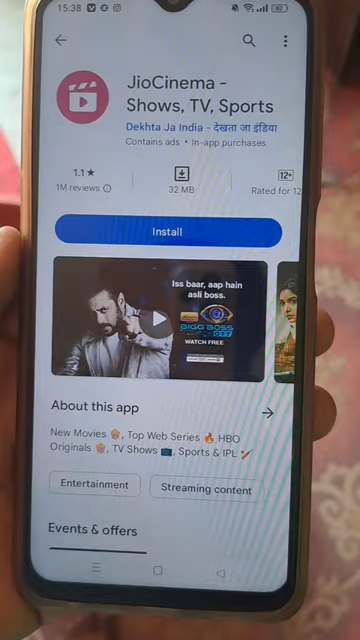 15:38
62
JioCinema -
Shows, TV, Sports
Dekhta Ja India - देखता जा इंडिया
Contains ads • In-app purchases
1.1★
1M reviews
32 MB
12+
Rated for 12
Install
Iss baar, aap hain
asli boss.
BIGG BOSS
OTT
WATCH FREE
About this app
New Movies 🍿, Top Web Series 🔥 HBO
Originals 🍿, TV Shows 📺, Sports & IPL 🏏
Entertainment
Streaming content
Events & offers